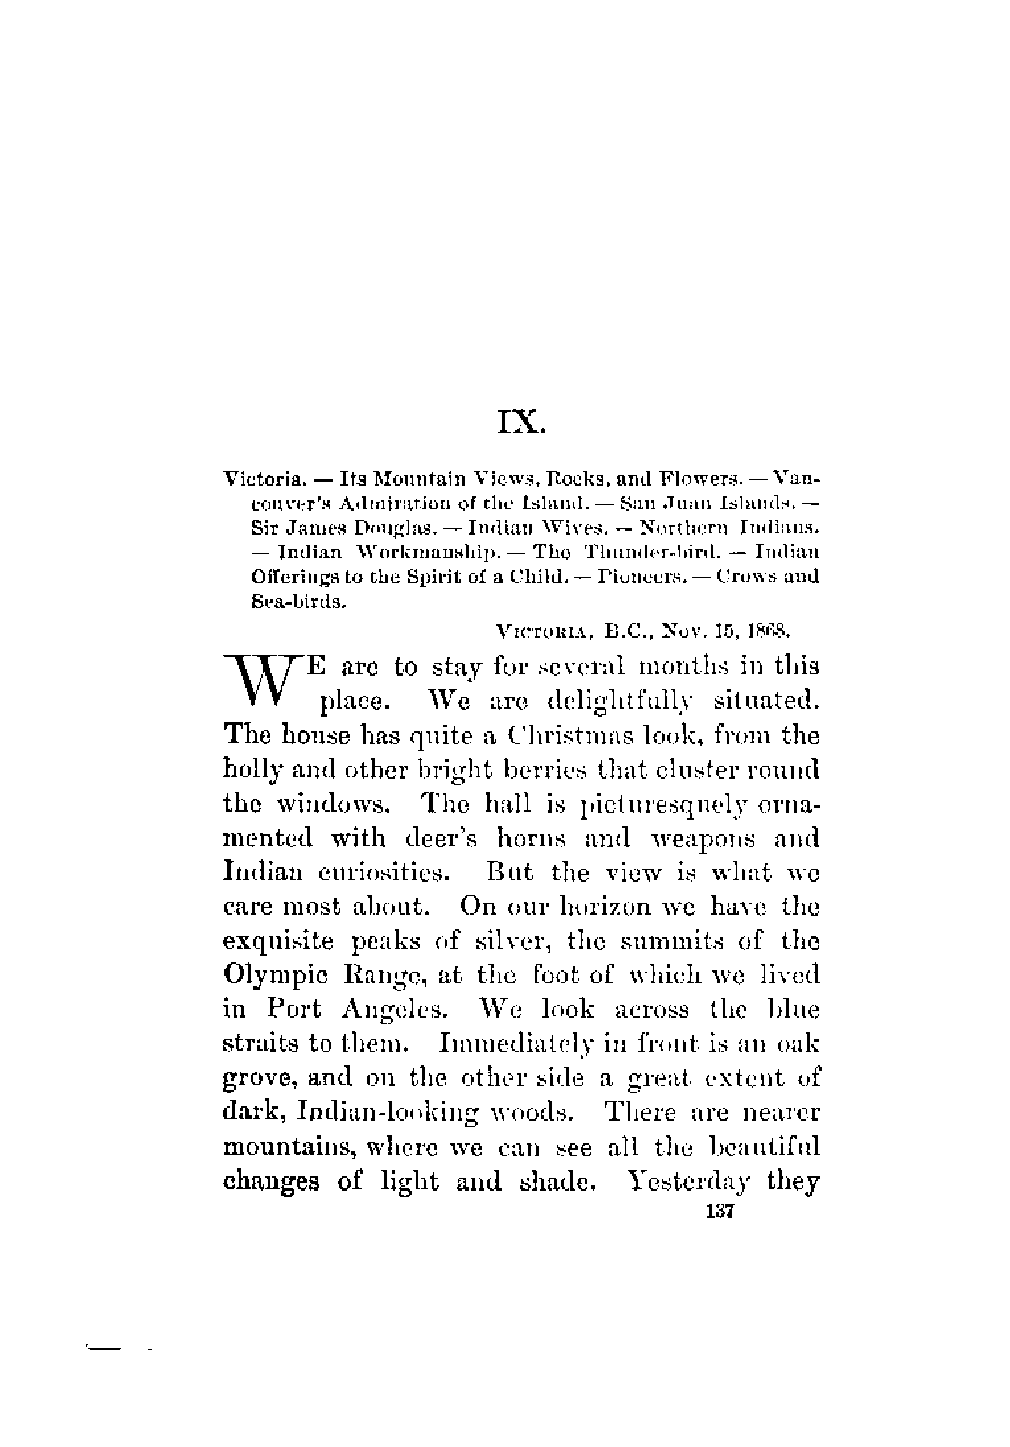 IX.
Victoria. — Its Mountain Views, Rocks, and Flowers. — Van-
couver's Admiration of the Island. — San Juan Islands. —
Sir James Douglas. — Indian Wives. — Northern Indians.
— Indian Workmanship. — The Thunder-bird. — Indian
Offerings to the Spirit of a Child. — Pioneers. — Crows and
Sea-birds.
VICTORIA, B.C., Nov. 15, 1868.
WE are to stay for several months in this
place. We are delightfully situated.
The house has quite a Christmas look, from the
holly and other bright berries that cluster round
the windows. The hall is picturesquely orna-
mented with deer's horns and weapons and
Indian curiosities. But the view is what we
care most about. On our horizon we have the
exquisite peaks of silver, the summits of the
Olympic Range, at the foot of which we lived
in Port Angeles. We look across the blue
straits to them. Immediately in front is an oak
grove, and on the other side a great extent of
dark, Indian-looking woods. There are nearer
mountains, where we can see all the beautiful
changes of light and shade. Yesterday they
137